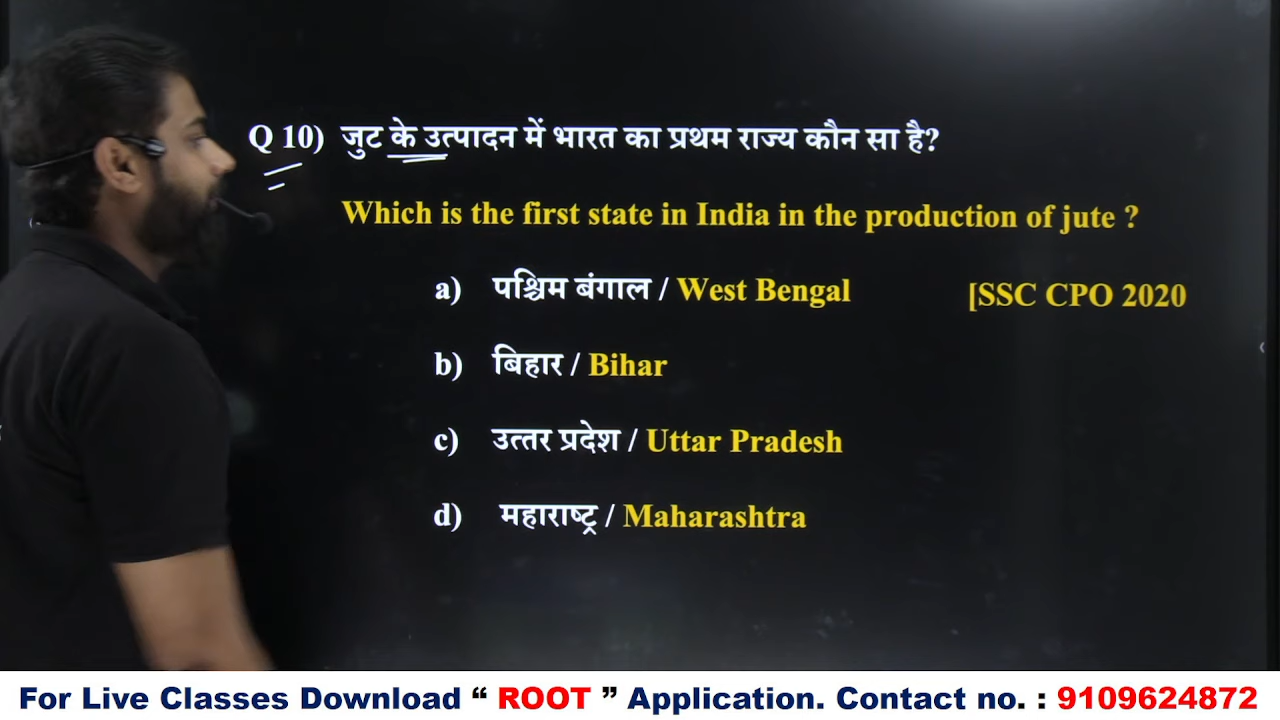 Q 10) जुट के उत्पादन में भारत का प्रथम राज्य कौन सा है?
Which is the first state in India in the production of jute ?
a) पश्चिम बंगाल / West Bengal [SSC CPO 2020
b) बिहार / Bihar
c) उत्तर प्रदेश / Uttar Pradesh
d) महाराष्ट्र / Maharashtra
For Live Classes Download “ ROOT ” Application. Contact no. : 9109624872